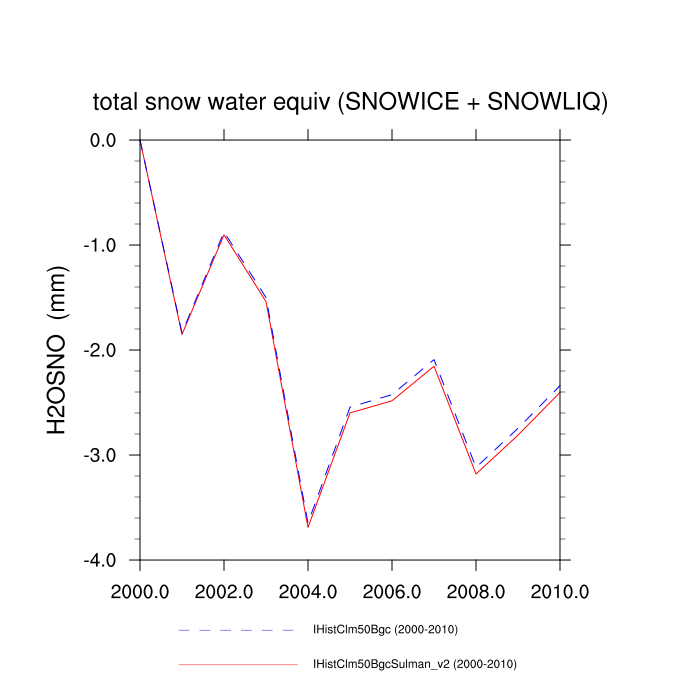 total snow water equiv (SNOWICE + SNOWLIQ)
H2OSNO (mm)
0.0
-1.0
-2.0
-3.0
-4.0
2000.0 2002.0 2004.0 2006.0 2008.0 2010.0
IHistClm50Bgc (2000-2010)
IHistClm50BgcSulman_v2 (2000-2010)